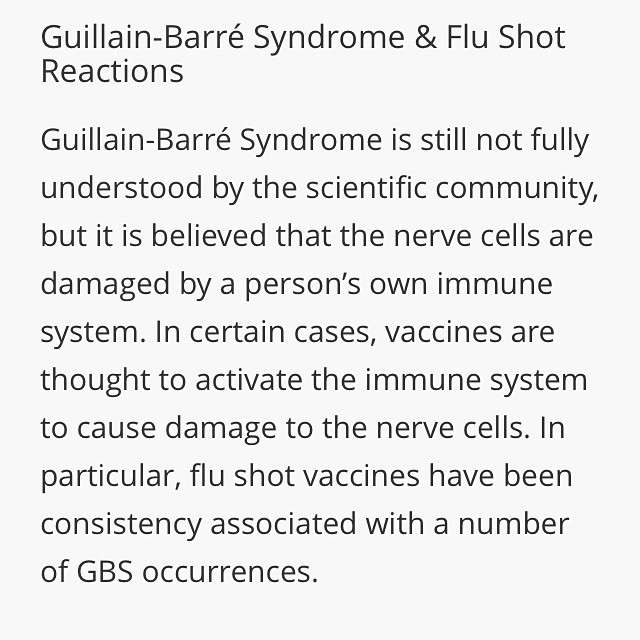 Guillain-Barré Syndrome & Flu Shot
Reactions
Guillain-Barré Syndrome is still not fully
understood by the scientific community,
but it is believed that the nerve cells are
damaged by a person’s own immune
system. In certain cases, vaccines are
thought to activate the immune system
to cause damage to the nerve cells. In
particular, flu shot vaccines have been
consistency associated with a number
of GBS occurrences.